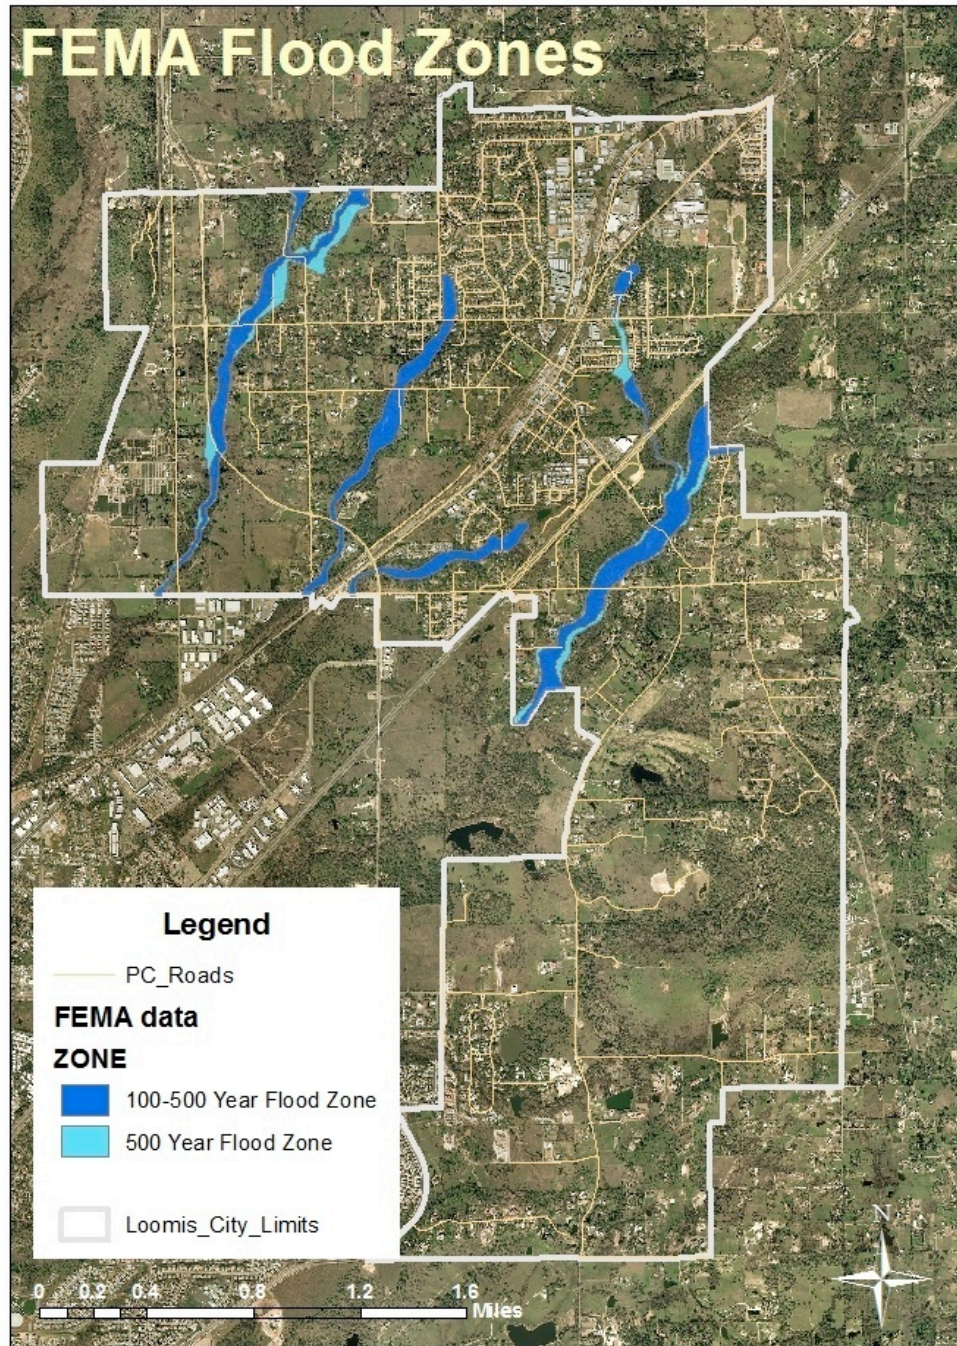 FEMA Flood Zones
Legend
PC_Roads
FEMA data
ZONE
100-500 Year Flood Zone
500 Year Flood Zone
Loomis_City_Limits
N
0 0.2 0.4 0.8 1.2 1.6
Miles